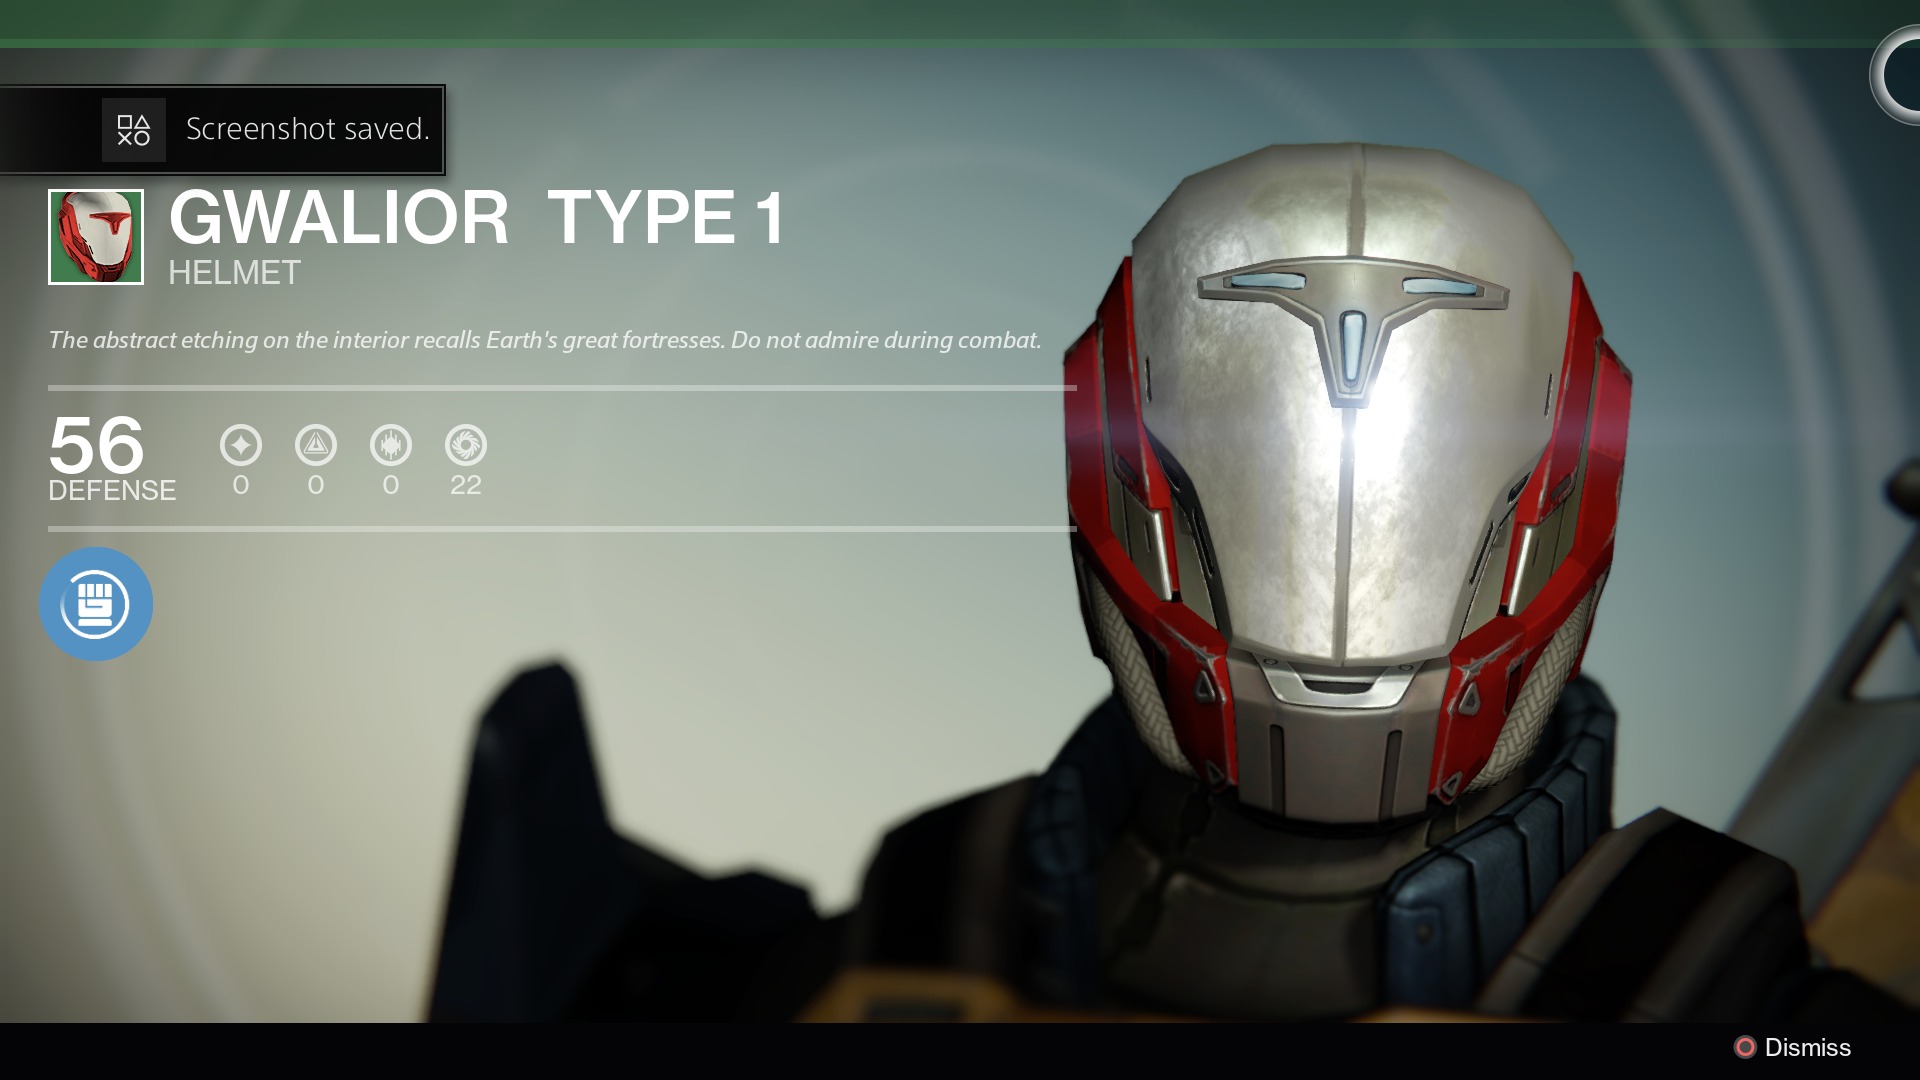 Screenshot saved.
GWALIOR TYPE 1
HELMET
The abstract etching on the interior recalls Earth's great fortresses. Do not admire during combat.
56
DEFENSE
0 0 0 22
Dismiss